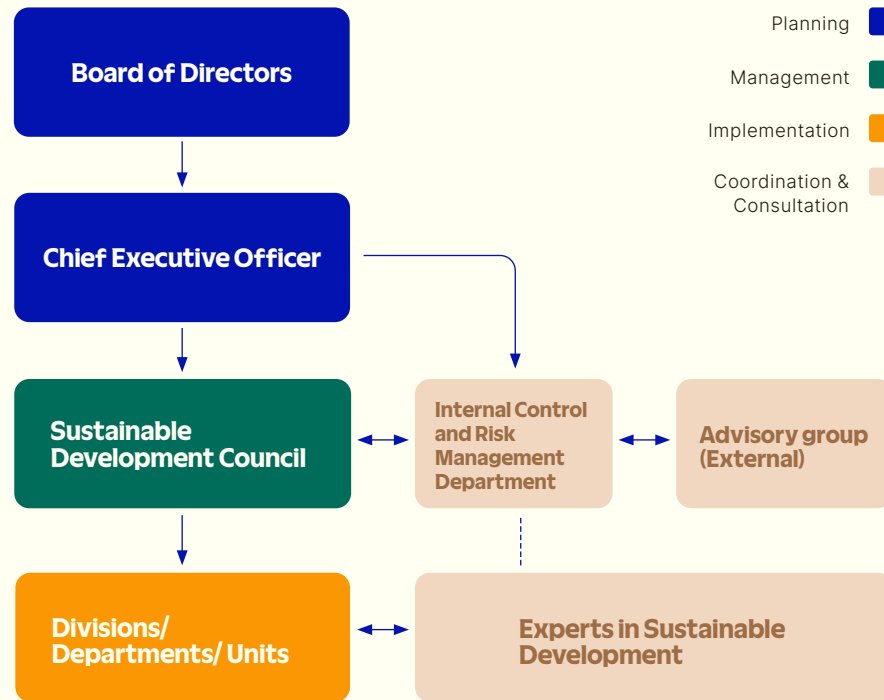 Board of Directors
Planning
Management
Implementation
Coordination &
Consultation
Chief Executive Officer
Sustainable
Development Council
Internal Control
and Risk
Management
Department
Advisory group
(External)
Divisions/
Departments/ Units
Experts in Sustainable
Development